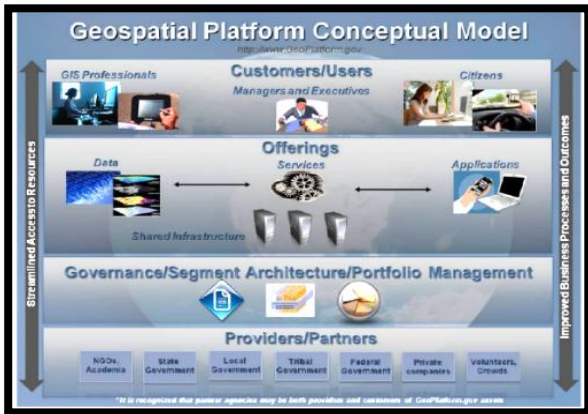 Geospatial Platform Conceptual Model
http://www.GeoPlatform.gov
Customers/Users
GIS Professionals
Managers and Executives
Citizens
Offerings
Data
Services
Applications
Shared Infrastructure
Governance/Segment Architecture/Portfolio Management
Providers/Partners
NGOs,
Academia
State
Government
Local
Government
Tribal
Government
Federal
Government
Private
companies
Volunteers,
Crowds
*It is recognized that partner agencies may be both providers and customers of GeoPlatform.gov assets
Streamlined Access to Resources
Improved Business Processes and Outcomes